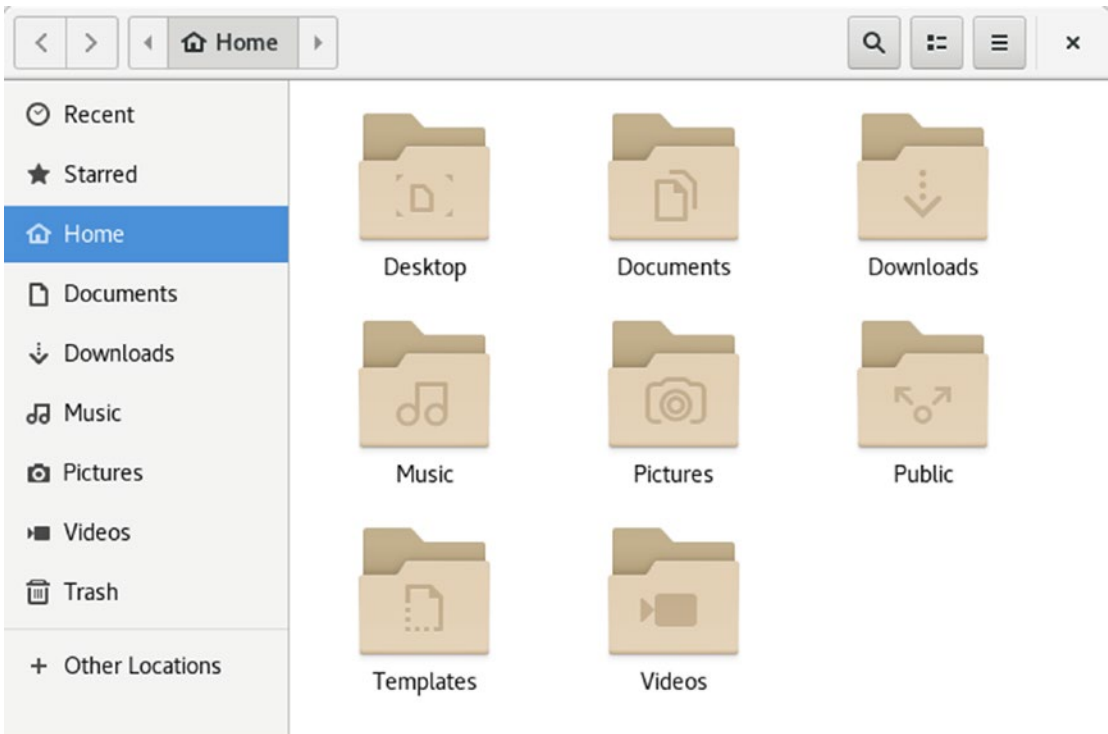 Home
Recent
Starred
Home
Documents
Downloads
Music
Pictures
Videos
Trash
Other Locations
Desktop
Documents
Downloads
Music
Pictures
Public
Templates
Videos